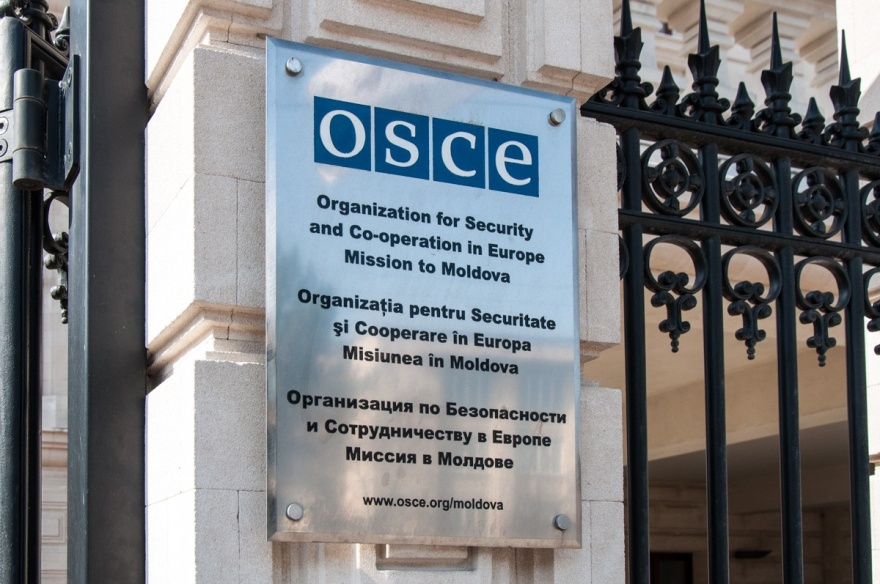 osce
Organization for Security
and Co-operation in Europe
Mission to Moldova
Organizația pentru Securitate
şi Cooperare în Europa
Misiunea în Moldova
Организация по Безопасности
и Сотрудничеству в Европе
Миссия в Молдове
www.osce.org/moldova